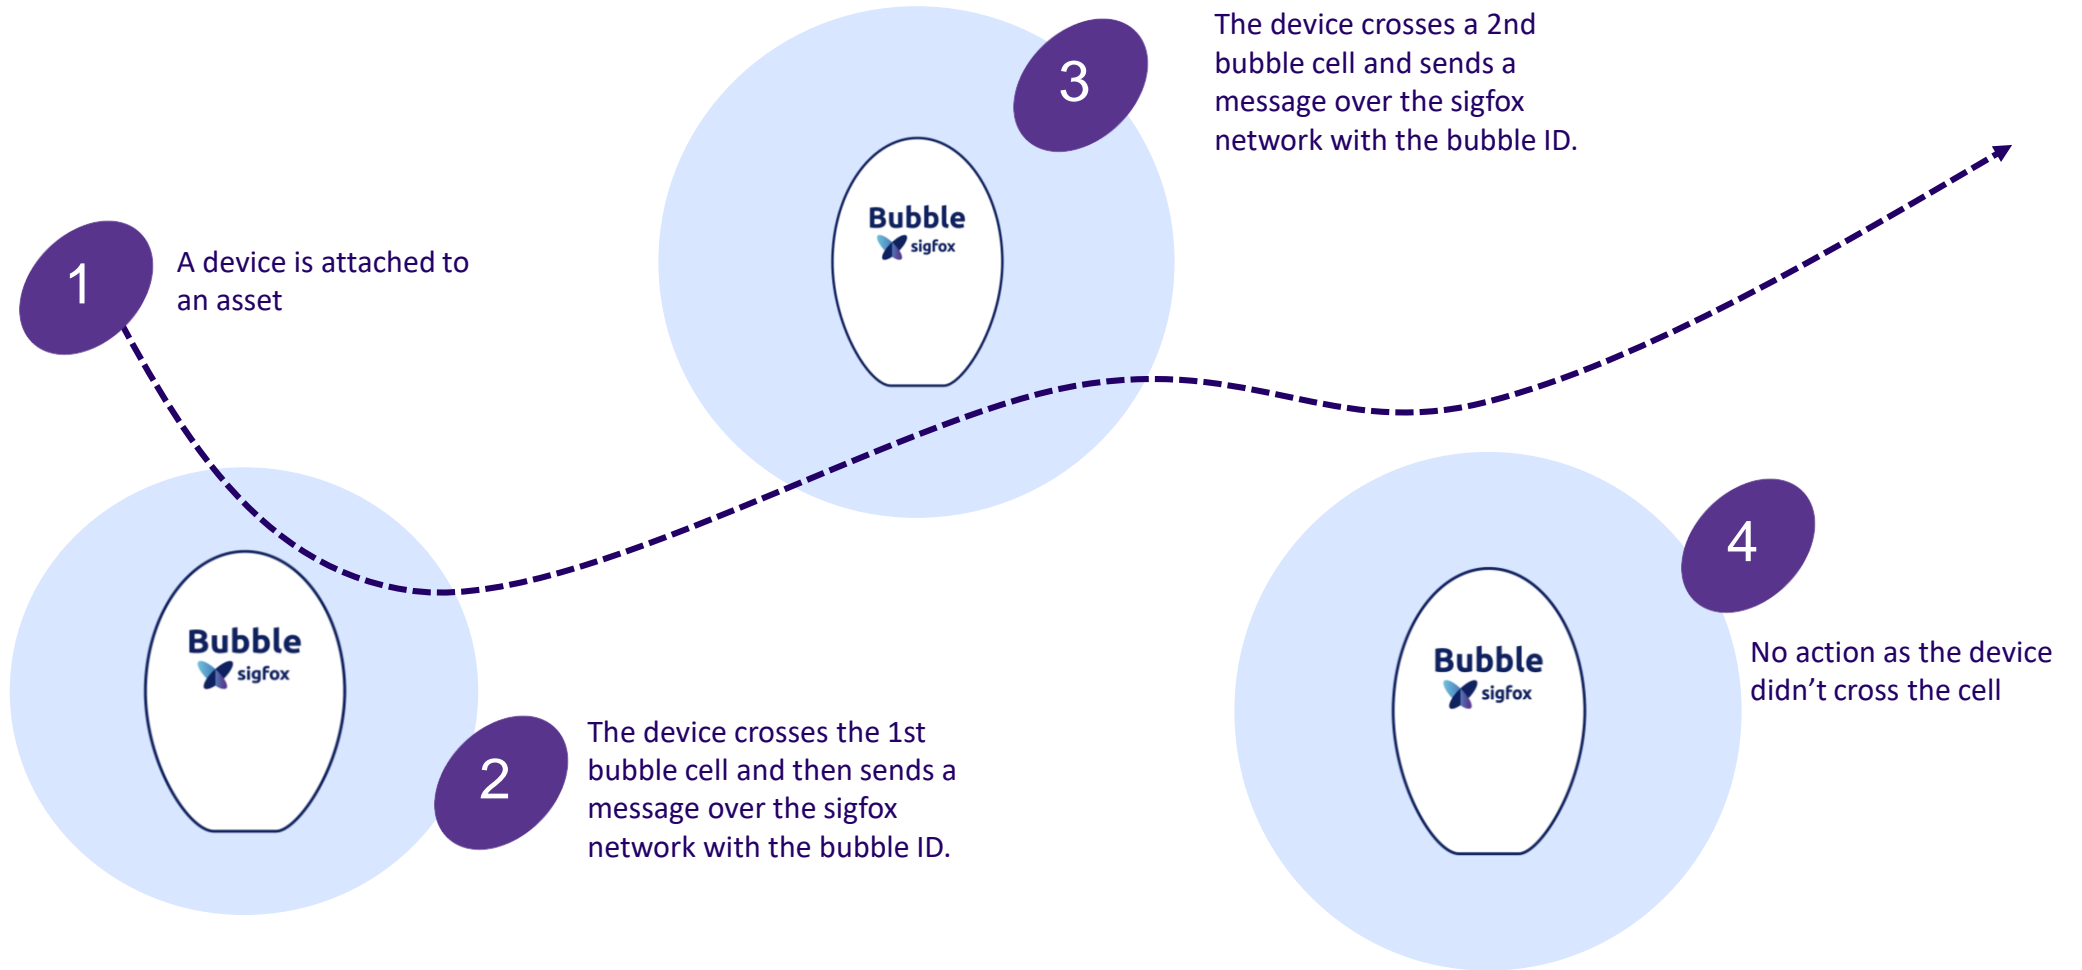 1
A device is attached to
an asset
Bubble
sigfox
2
The device crosses the 1st
bubble cell and then sends a
message over the sigfox
network with the bubble ID.
3
The device crosses a 2nd
bubble cell and sends a
message over the sigfox
network with the bubble ID.
Bubble
sigfox
4
No action as the device
didn’t cross the cell
Bubble
sigfox